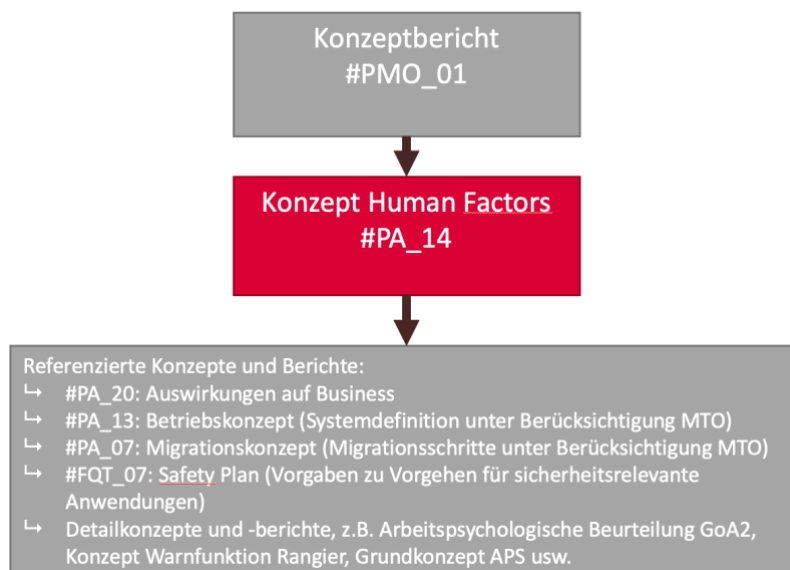 Konzeptbericht
#PMO_01
Konzept Human Factors
#PA_14
Referenzierte Konzepte und Berichte:
↳ #PA_20: Auswirkungen auf Business
↳ #PA_13: Betriebskonzept (Systemdefinition unter Berücksichtigung MTO)
↳ #PA_07: Migrationskonzept (Migrationsschritte unter Berücksichtigung MTO)
↳ #FQT_07: Safety Plan (Vorgaben zu Vorgehen für sicherheitsrelevante
Anwendungen)
↳ Detailkonzepte und -berichte, z.B. Arbeitspsychologische Beurteilung GoA2,
Konzept Warnfunktion Rangier, Grundkonzept APS usw.